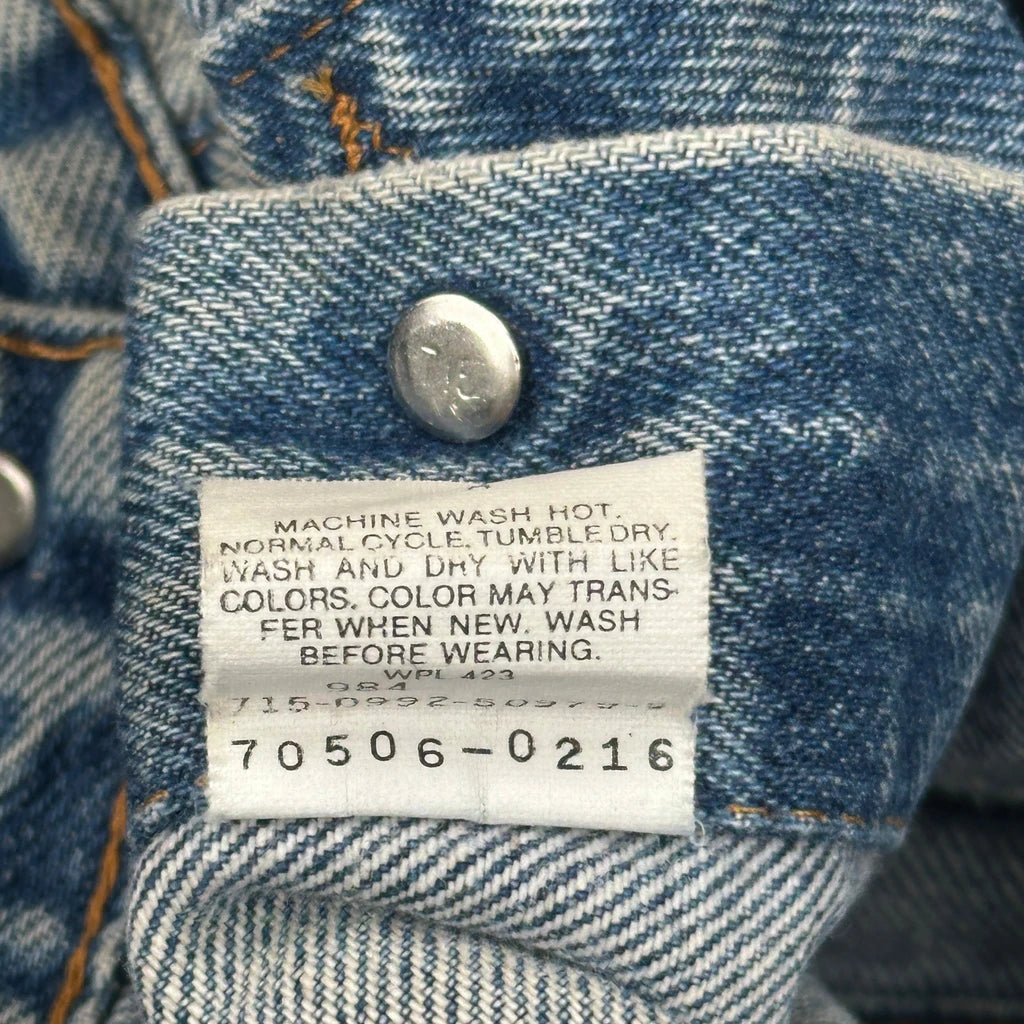 MACHINE WASH HOT.
NORMAL CYCLE. TUMBLE DRY.
WASH AND DRY WITH LIKE
COLORS. COLOR MAY TRANS-
FER WHEN NEW. WASH
BEFORE WEARING.
WPL 423
984
70506-0216